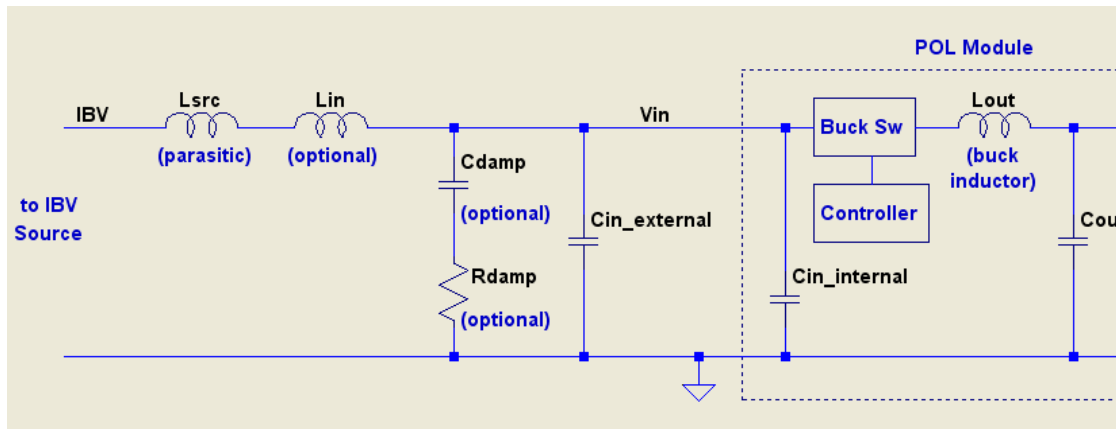 POL Module
IBV
Lsrc
(parasitic)
Lin
(optional)
Vin
Buck Sw
Lout
(buck
inductor)
Controller
to IBV
Source
Cdamp
(optional)
Rdamp
(optional)
Cin_external
Cin_internal
Cou